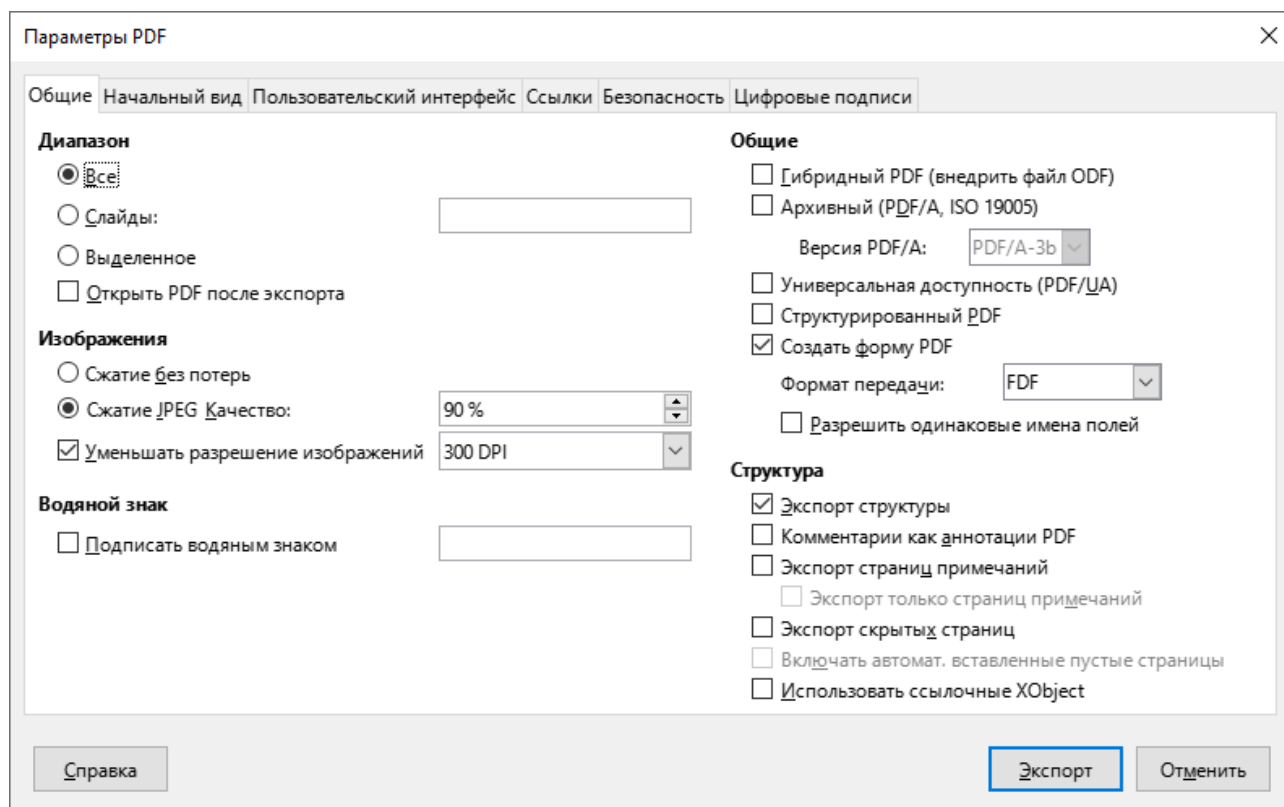 Параметры PDF
Общие Начальный вид Пользовательский интерфейс Ссылки Безопасность Цифровые подписи
Диапазон
Все
Слайды:
Выделенное
Открыть PDF после экспорта
Изображения
Сжатие без потерь
Сжатие JPEG Качество: 90 %
Уменьшать разрешение изображений 300 DPI
Водяной знак
Подписать водяным знаком
Общие
Гибридный PDF (внедрить файл ODF)
Архивный (PDF/A, ISO 19005)
Версия PDF/A: PDF/A-3b
Универсальная доступность (PDF/UA)
Структурированный PDF
Создать форму PDF
Формат передачи: FDF
Разрешить одинаковые имена полей
Структура
Экспорт структуры
Комментарии как аннотации PDF
Экспорт страниц примечаний
Экспорт только страниц примечаний
Экспорт скрытых страниц
Включать автомат. вставленные пустые страницы
Использовать ссылочные XObject
Справка Экспорт Отменить